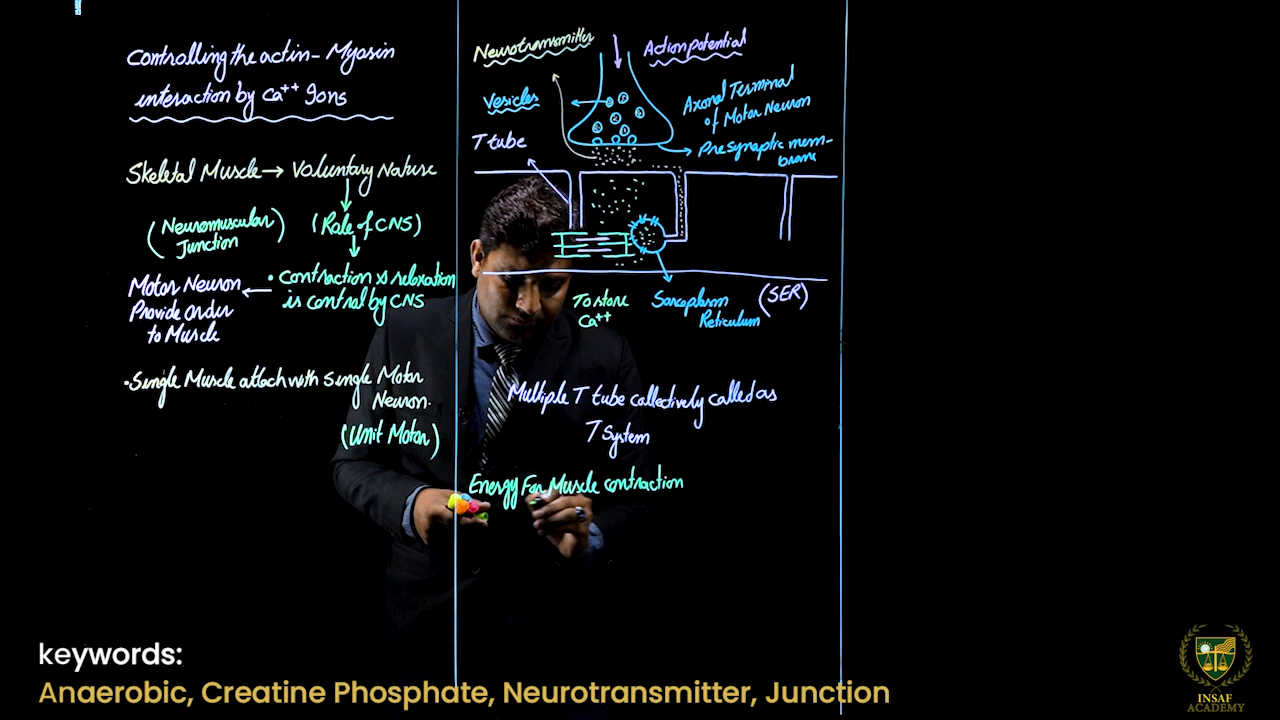 Controlling the actin - Myosin
interaction by Ca++ Ions
Skeletal Muscle → Voluntary Nature
(Neuromuscular Junction)
(Role of CNS)
• contraction & relaxation
is control by CNS
Motor Neuron
Provide order
to Muscle
• Single Muscle attach with Single Motor
Neuron.
(Unit Motor)
Neurotransmitter
Action potential
Vesicles
Axonal Terminal
of Motor Neuron
T tube
Presynaptic mem-
brane
To store
Ca++
Sarcoplasm
Reticulum
(SER)
Multiple T tube collectively called as
T System
Energy For Muscle contraction
keywords:
Anaerobic, Creatine Phosphate, Neurotransmitter, Junction
INSAF
ACADEMY